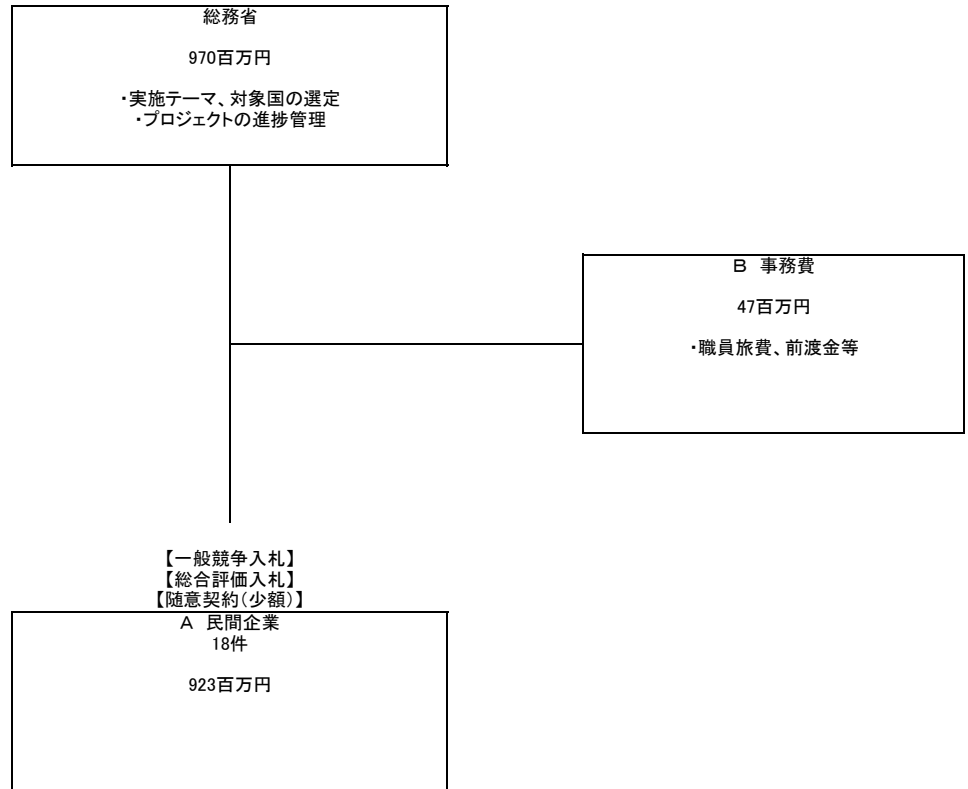 総務省
970百万円
・実施テーマ、対象国の選定
・プロジェクトの進捗管理
Ｂ　事務費
47百万円
・職員旅費、前渡金等
【一般競争入札】
【総合評価入札】
【随意契約（少額）】
Ａ　民間企業
18件
923百万円